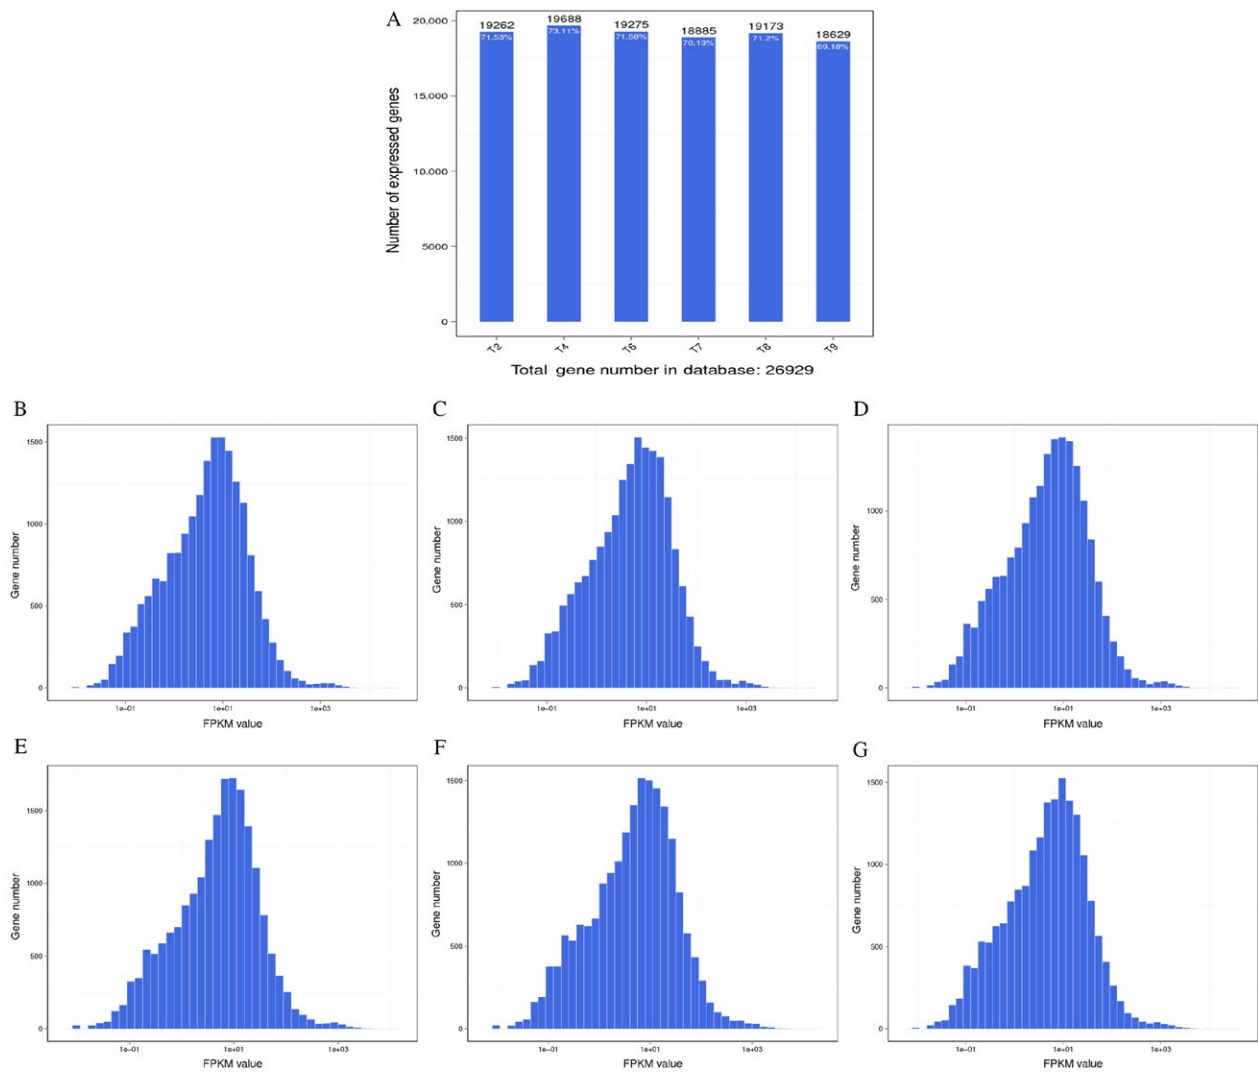 A
20,000
19262
19688
19275
18885
19173
18629
71.53%
73.11%
71.58%
70.13%
71.2%
69.18%
15,000
10,000
5000
0
Number of expressed genes
T2
T4
T6
T7
T8
T9
Total gene number in database: 26929
B
1500
1000
500
0
Gene number
1e−01
1e+01
1e+03
FPKM value
C
1500
1000
500
0
Gene number
1e−01
1e+01
1e+03
FPKM value
D
1000
500
0
Gene number
1e−01
1e+01
1e+03
FPKM value
E
1500
1000
500
0
Gene number
1e−01
1e+01
1e+03
FPKM value
F
1500
1000
500
0
Gene number
1e−01
1e+01
1e+03
FPKM value
G
1500
1000
500
0
Gene number
1e−01
1e+01
1e+03
FPKM value